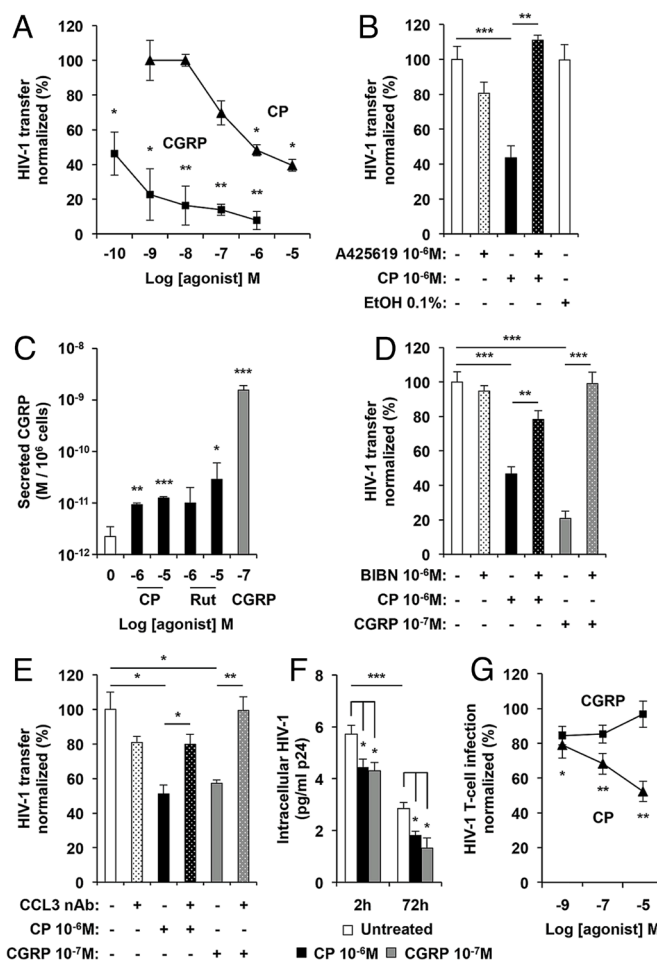 A
HIV-1 transfer
normalized (%)
120
100
80
60
40
20
0
*
*
**
**
**
*
*
CGRP
CP
-10 -9 -8 -7 -6 -5
Log [agonist] M
B
HIV-1 transfer
normalized (%)
120
100
80
60
40
20
0
***
**
A425619 10⁻⁶M: - + - + -
CP 10⁻⁶M: - - + + -
EtOH 0.1%: - - - - +
C
Secreted CGRP
(M / 10⁶ cells)
10⁻⁸
10⁻⁹
10⁻¹⁰
10⁻¹¹
10⁻¹²
**
***
*
***
0 -6 -5 -6 -5 -7
CP Rut CGRP
Log [agonist] M
D
HIV-1 transfer
normalized (%)
120
100
80
60
40
20
0
***
***
**
***
BIBN 10⁻⁶M: - + - + - +
CP 10⁻⁶M: - - + + - -
CGRP 10⁻⁷M: - - - - + +
E
HIV-1 transfer
normalized (%)
120
100
80
60
40
20
0
*
*
*
**
CCL3 nAb: - + - + - +
CP 10⁻⁶M: - - + + - -
CGRP 10⁻⁷M: - - - - + +
F
Intracellular HIV-1
(pg/ml p24)
8
6
4
2
0
***
* *
* *
2h 72h
Untreated
CP 10⁻⁶M CGRP 10⁻⁷M
G
HIV-1 T-cell infection
normalized (%)
120
100
80
60
40
20
0
CGRP
*
**
**
CP
-9 -7 -5
Log [agonist] M